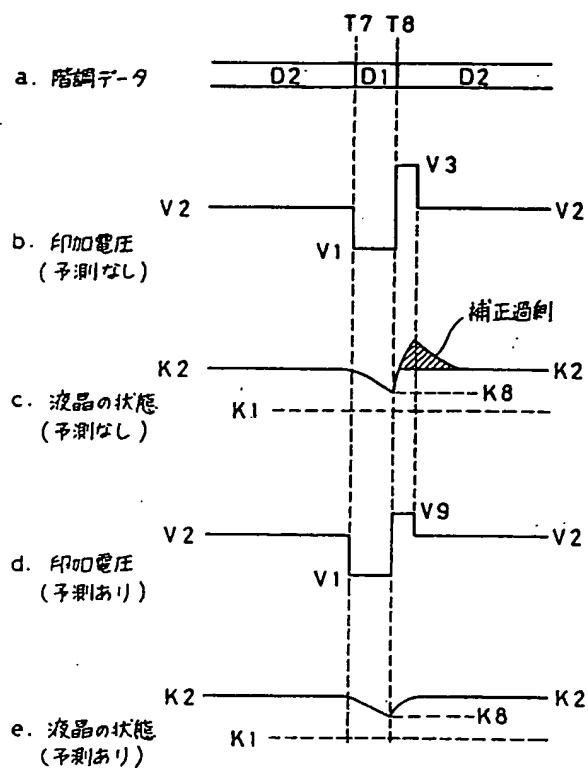 T7 T8
a. 階調データ
D2 D1 D2
V3
V2 V2
b. 印加電圧
(予測なし)
V1
補正過剰
K2 K2
K8
c. 液晶の状態
(予測なし)
K1
V9
V2 V2
d. 印加電圧
(予測あり)
V1
K2 K2
K8
e. 液晶の状態
(予測あり)
K1